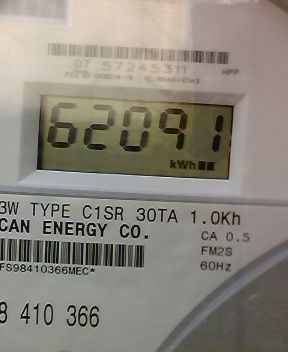 07 57245311
62091
kWh
3W TYPE C1SR 30TA 1.0Kh
CAN ENERGY CO.
CA 0.5
FM2S
60Hz
FS98410366MEC*
8 410 366